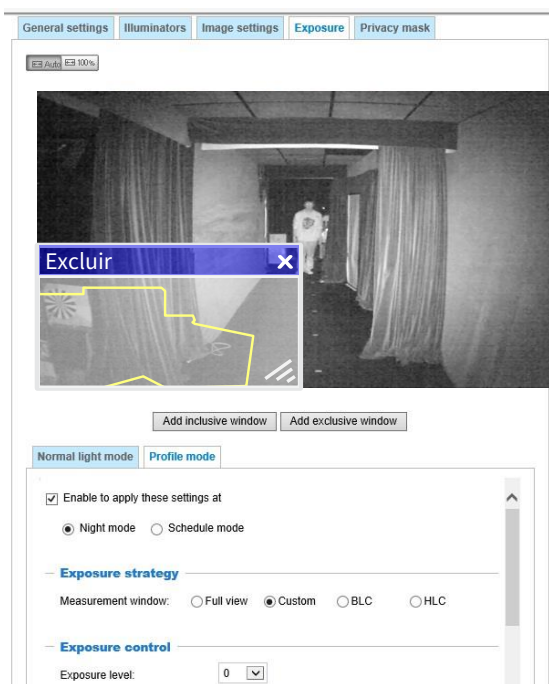 General settings Illuminators Image settings Exposure Privacy mask
Auto 100%
Excluir
Add inclusive window Add exclusive window
Normal light mode Profile mode
Enable to apply these settings at
Night mode Schedule mode
Exposure strategy
Measurement window: Full view Custom BLC HLC
Exposure control
Exposure level: 0